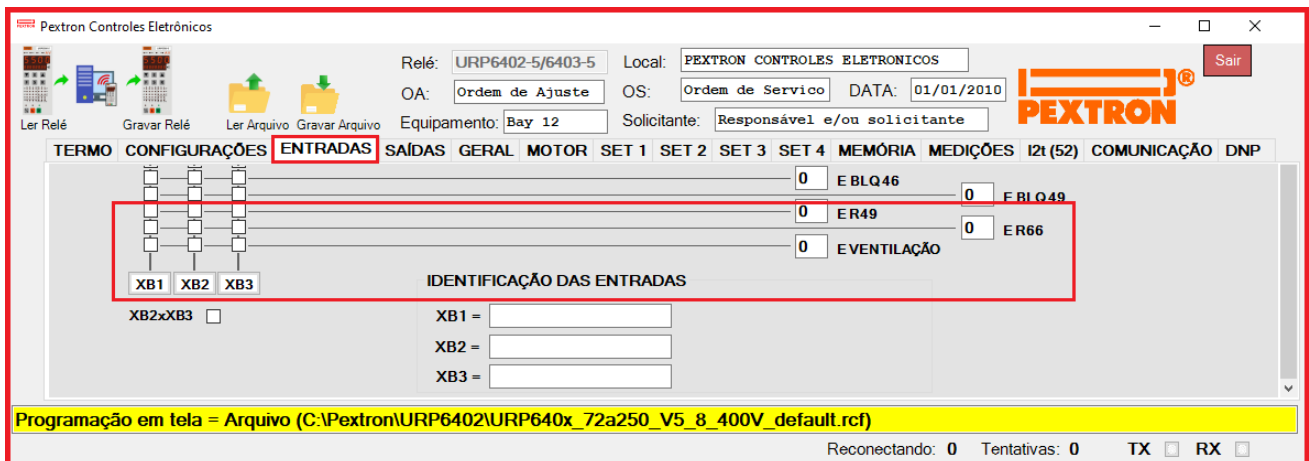 Pextron Controles Eletrônicos
Relé: URP6402-5/6403-5 Local: PEXTRON CONTROLES ELETRONICOS Sair
OA: Ordem de Ajuste OS: Ordem de Servico DATA: 01/01/2010
Ler Relé Gravar Relé Ler Arquivo Gravar Arquivo Equipamento: Bay 12 Solicitante: Responsável e/ou solicitante PEXTRON ®
TERMO CONFIGURAÇÕES ENTRADAS SAÍDAS GERAL MOTOR SET 1 SET 2 SET 3 SET 4 MEMÓRIA MEDIÇÕES I2t (52) COMUNICAÇÃO DNP
0 E BLQ46
0 E BLQ49
0 E R49
0 E R66
0 E VENTILAÇÃO
XB1 XB2 XB3 IDENTIFICAÇÃO DAS ENTRADAS
XB2xXB3 XB1 =
XB2 =
XB3 =
Programação em tela = Arquivo (C:\Pextron\URP6402\URP640x_72a250_V5_8_400V_default.rcf)
Reconectando: 0 Tentativas: 0 TX RX